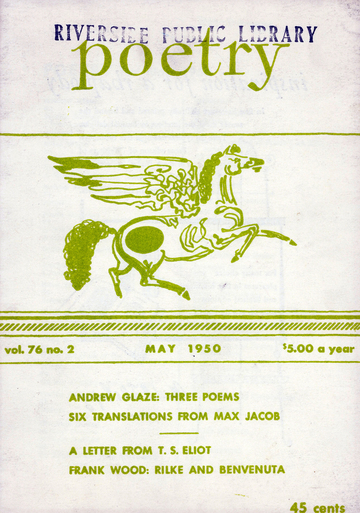 RIVERSIDE PUBLIC LIBRARY
poetry
vol. 76 no. 2 MAY 1950 $5.00 a year
ANDREW GLAZE: THREE POEMS
SIX TRANSLATIONS FROM MAX JACOB
A LETTER FROM T. S. ELIOT
FRANK WOOD: RILKE AND BENVENUTA
45 cents